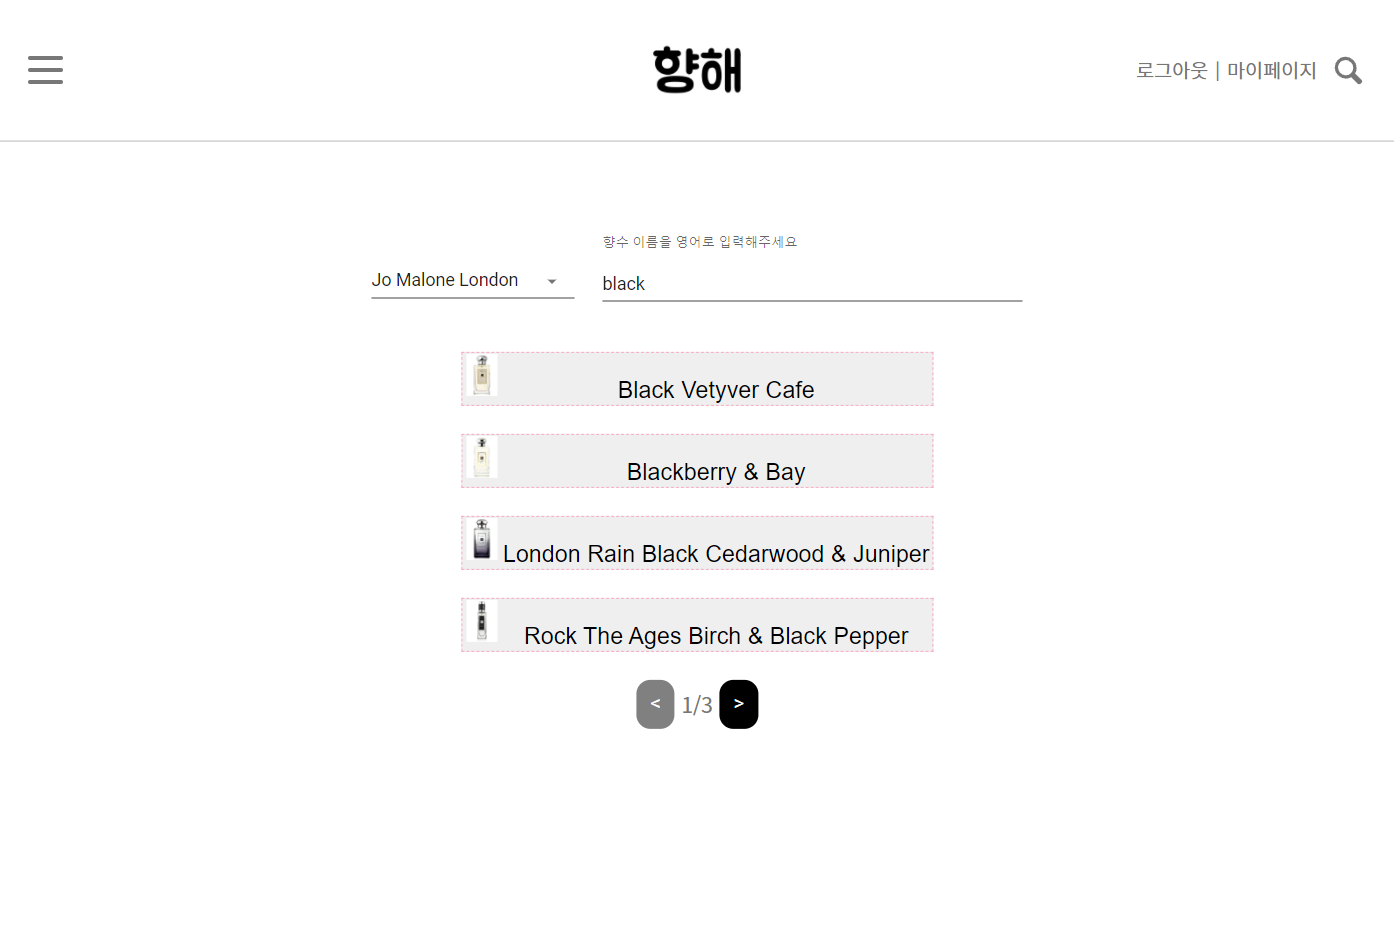 향해
로그아웃 | 마이페이지
향수 이름을 영어로 입력해주세요
Jo Malone London
black
Black Vetyver Cafe
Blackberry & Bay
London Rain Black Cedarwood & Juniper
Rock The Ages Birch & Black Pepper
< 1/3 >